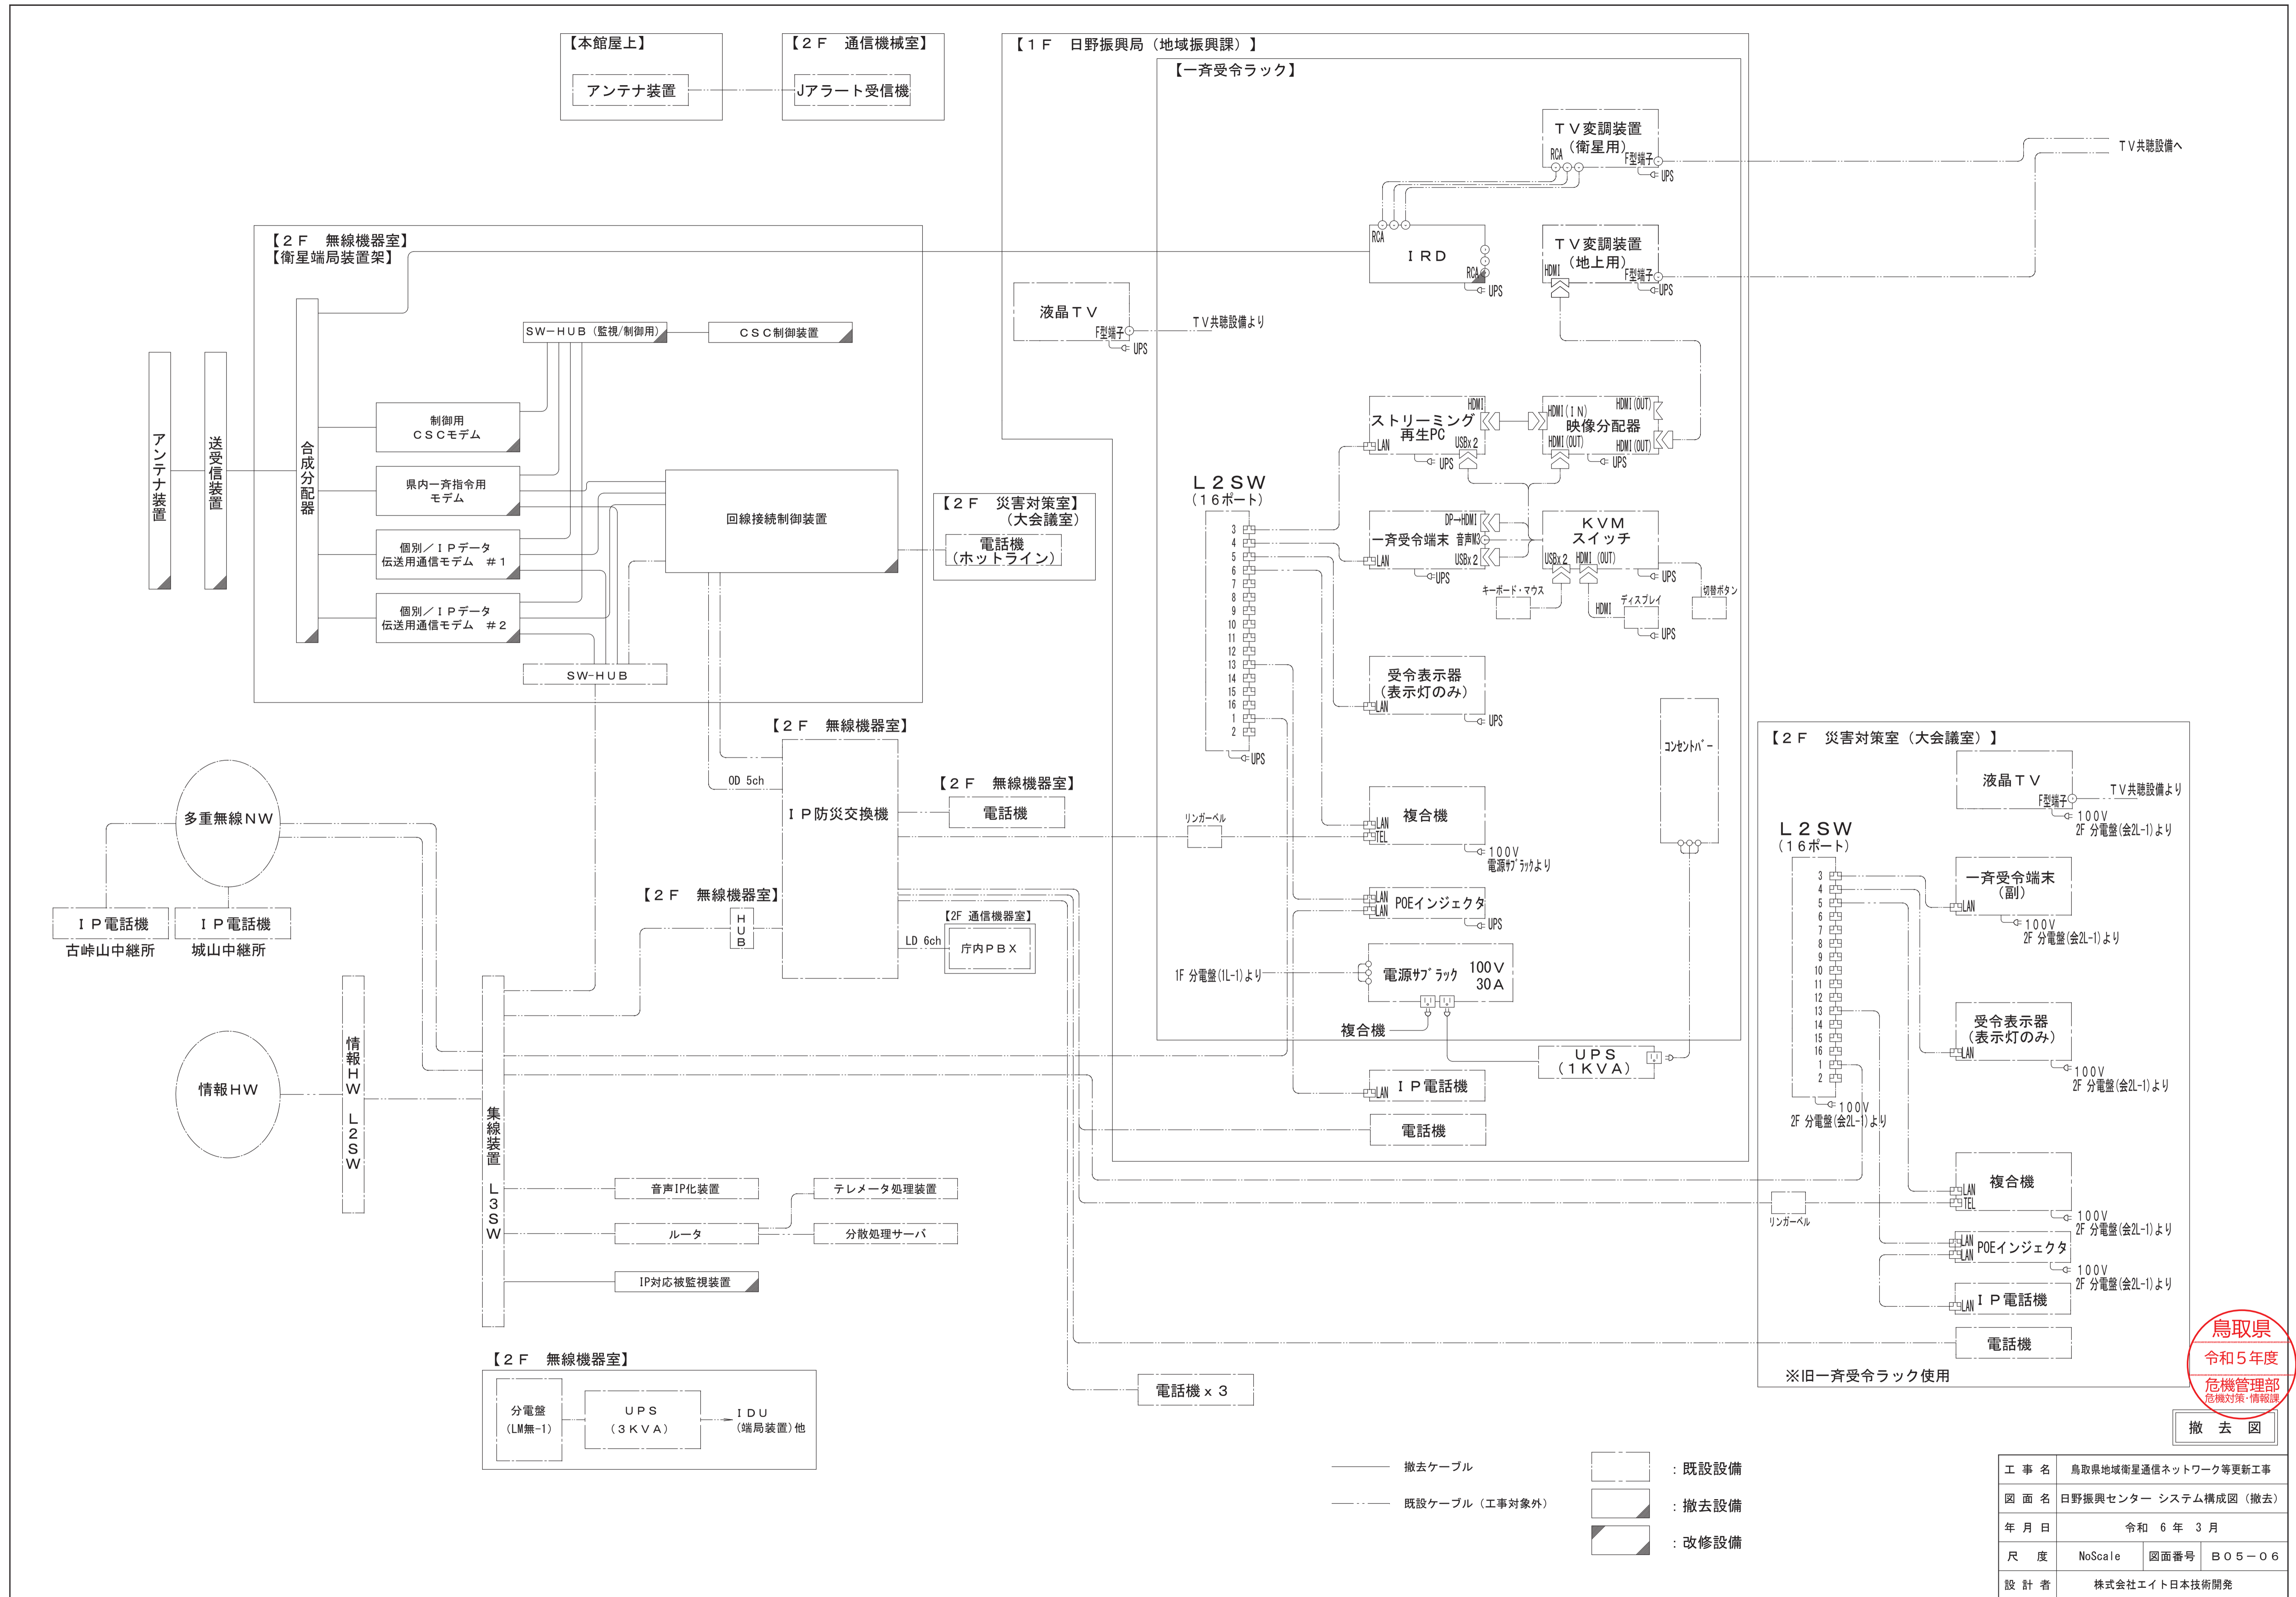 【本館屋上】
アンテナ装置
【２Ｆ　通信機械室】
Jアラート受信機
【１Ｆ　日野振興局（地域振興課）】
【一斉受令ラック】
ＴＶ変調装置
（衛星用）
RCA
F型端子
UPS
ＴＶ共聴設備へ
RCA
ＩＲＤ
RCA
UPS
ＴＶ変調装置
（地上用）
HDMI
F型端子
UPS
液晶ＴＶ
F型端子
UPS
ＴＶ共聴設備より
【２Ｆ　無線機器室】
【衛星端局装置架】
SW－HUB（監視/制御用）
ＣＳＣ制御装置
アンテナ装置
送受信装置
合成分配器
制御用
ＣＳＣモデム
県内一斉指令用
モデム
個別／ＩＰデータ
伝送用通信モデム　＃1
個別／ＩＰデータ
伝送用通信モデム　＃2
回線接続制御装置
SW-HUB
【２Ｆ　災害対策室】
（大会議室）
電話機
（ホットライン）
ストリーミング
再生PC
HDMI
USBx2
LAN
UPS
HDMI(IN)
HDMI(OUT)
映像分配器
HDMI(OUT)
HDMI(OUT)
UPS
Ｌ２ＳＷ
（１６ポート）
3
4
5
6
7
8
9
10
11
12
13
14
15
16
1
2
UPS
DP→HDMI
一斉受令端末
音声M3
USBx2
LAN
UPS
ＫＶＭ
スイッチ
USBx2
HDMI (OUT)
UPS
キーボード・マウス
HDMI
ディスプレイ
UPS
切替ボタン
受令表示器
（表示灯のみ）
LAN
UPS
コンセントバー
複合機
LAN
TEL
100V
電源サブラックより
リンガーベル
POEインジェクタ
LAN
LAN
UPS
1F 分電盤(1L-1)より
電源サブラック
100V
30A
複合機
ＵＰＳ
（１ＫＶＡ）
LAN
ＩＰ電話機
電話機
【２Ｆ　無線機器室】
OD 5ch
ＩＰ防災交換機
【２Ｆ　無線機器室】
電話機
【２Ｆ　無線機器室】
HUB
【2F 通信機器室】
LD 6ch
庁内ＰＢＸ
多重無線NW
ＩＰ電話機
古峠山中継所
ＩＰ電話機
城山中継所
情報HW
情報HW　L2SW
集線装置　L3SW
音声IP化装置
テレメータ処理装置
ルータ
分散処理サーバ
IP対応被監視装置
【２Ｆ　無線機器室】
分電盤
(LM無-1)
ＵＰＳ
（３ＫＶＡ）
ＩＤＵ
（端局装置）他
電話機ｘ３
【２Ｆ　災害対策室（大会議室）】
液晶ＴＶ
F型端子
ＴＶ共聴設備より
100V
2F 分電盤(会2L-1)より
Ｌ２ＳＷ
（１６ポート）
3
4
5
6
7
8
9
10
11
12
13
14
15
16
1
2
100V
2F 分電盤(会2L-1)より
一斉受令端末
（副）
LAN
100V
2F 分電盤(会2L-1)より
受令表示器
（表示灯のみ）
LAN
100V
2F 分電盤(会2L-1)より
複合機
LAN
TEL
100V
2F 分電盤(会2L-1)より
リンガーベル
LAN
LAN
POEインジェクタ
100V
2F 分電盤(会2L-1)より
LAN
ＩＰ電話機
電話機
※旧一斉受令ラック使用
鳥取県
令和５年度
危機管理部
危機対策・情報課
撤　去　図
撤去ケーブル
既設ケーブル（工事対象外）
：既設設備
：撤去設備
：改修設備
工 事 名　鳥取県地域衛星通信ネットワーク等更新工事
図 面 名　日野振興センター システム構成図（撤去）
年 月 日　令和　6 年　3 月
尺　度　NoScale　図面番号　Ｂ０５－０６
設 計 者　株式会社エイト日本技術開発